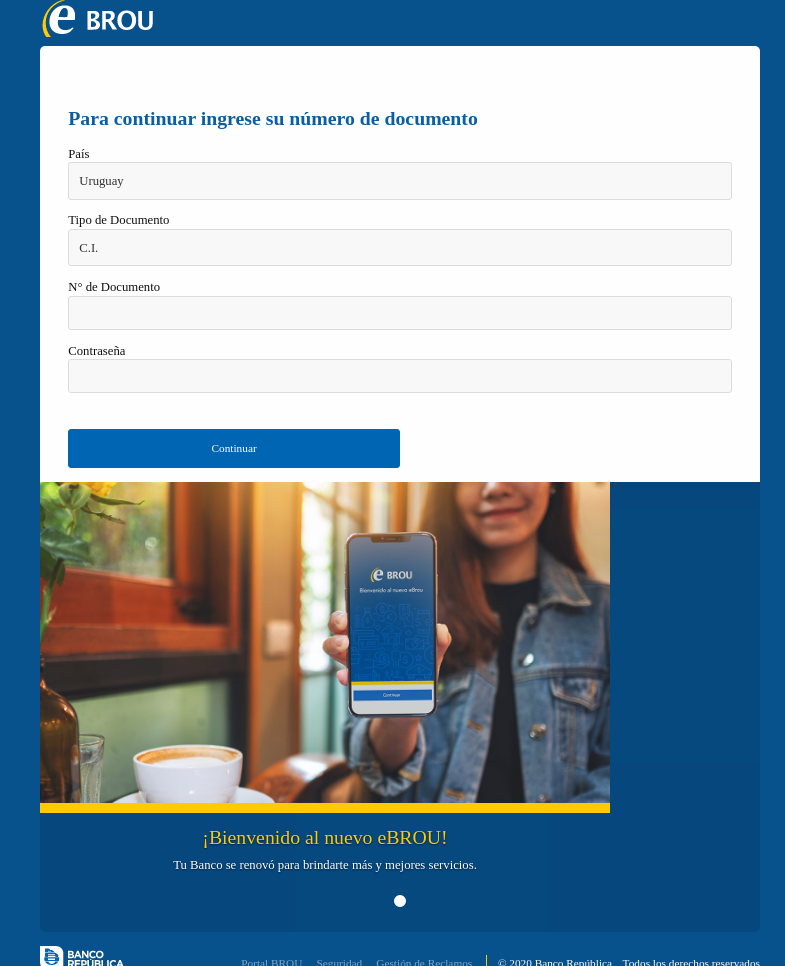 e BROU
Para continuar ingrese su número de documento
País
Uruguay
Tipo de Documento
C.I.
N° de Documento
Contraseña
Continuar
e BROU
Bienvenido al nuevo eBrou
Continuar
¡Bienvenido al nuevo eBROU!
Tu Banco se renovó para brindarte más y mejores servicios.
BANCO
REPÚBLICA
Portal BROU Seguridad Gestión de Reclamos © 2020 Banco República Todos los derechos reservados